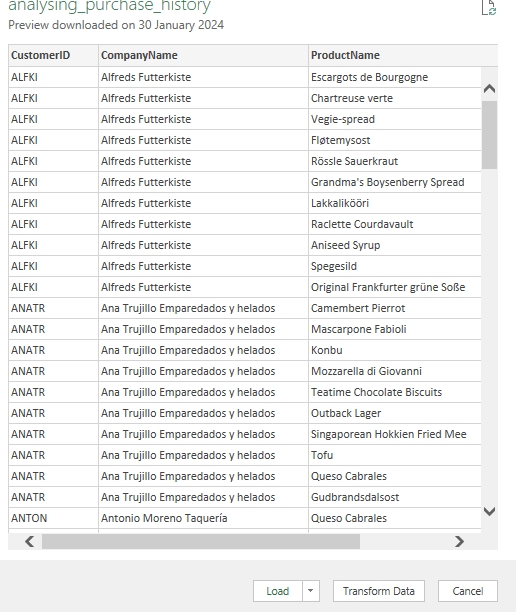 analysing_purchase_history
Preview downloaded on 30 January 2024
CustomerID CompanyName ProductName
ALFKI Alfreds Futterkiste Escargots de Bourgogne
ALFKI Alfreds Futterkiste Chartreuse verte
ALFKI Alfreds Futterkiste Vegie-spread
ALFKI Alfreds Futterkiste Fløtemysost
ALFKI Alfreds Futterkiste Rössle Sauerkraut
ALFKI Alfreds Futterkiste Grandma's Boysenberry Spread
ALFKI Alfreds Futterkiste Lakkalikööri
ALFKI Alfreds Futterkiste Raclette Courdavault
ALFKI Alfreds Futterkiste Aniseed Syrup
ALFKI Alfreds Futterkiste Spegesild
ALFKI Alfreds Futterkiste Original Frankfurter grüne Soße
ANATR Ana Trujillo Emparedados y helados Camembert Pierrot
ANATR Ana Trujillo Emparedados y helados Mascarpone Fabioli
ANATR Ana Trujillo Emparedados y helados Konbu
ANATR Ana Trujillo Emparedados y helados Mozzarella di Giovanni
ANATR Ana Trujillo Emparedados y helados Teatime Chocolate Biscuits
ANATR Ana Trujillo Emparedados y helados Outback Lager
ANATR Ana Trujillo Emparedados y helados Singaporean Hokkien Fried Mee
ANATR Ana Trujillo Emparedados y helados Tofu
ANATR Ana Trujillo Emparedados y helados Queso Cabrales
ANATR Ana Trujillo Emparedados y helados Gudbrandsdalsost
ANTON Antonio Moreno Taquería Queso Cabrales
Load Transform Data Cancel